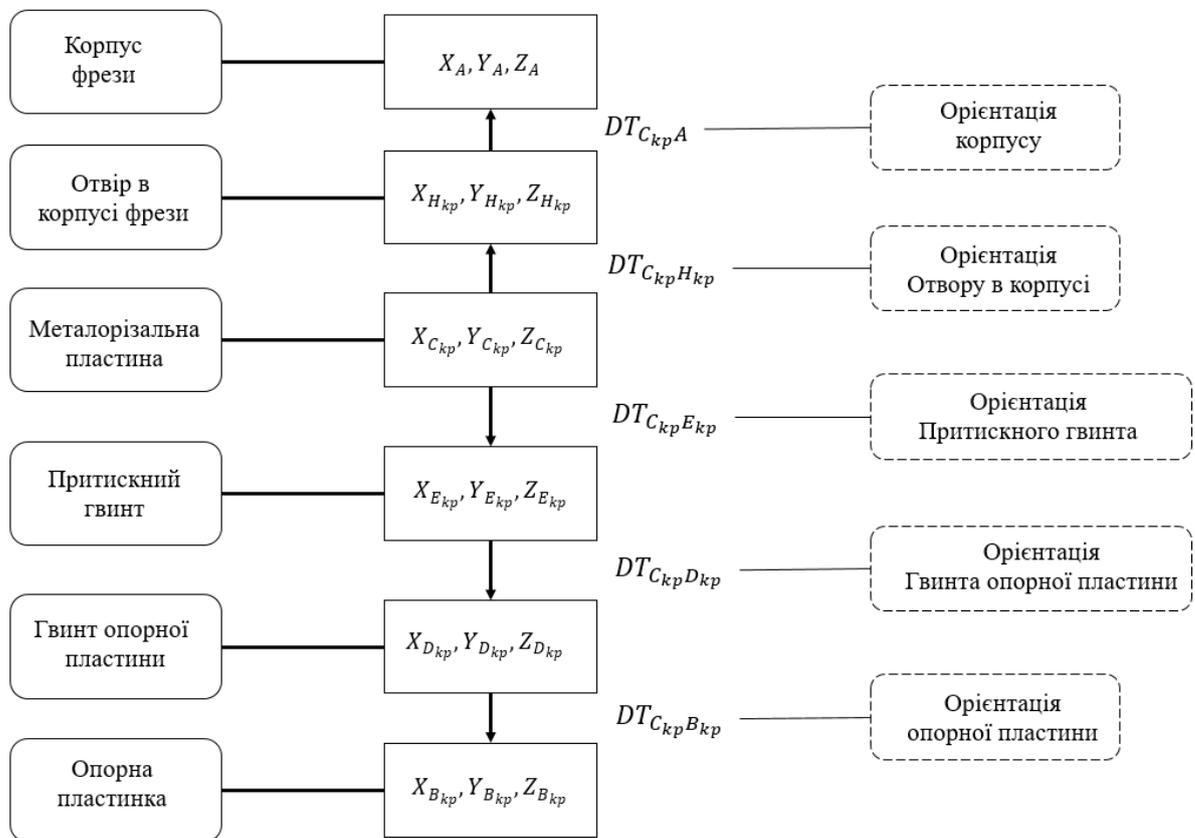 Корпус
фрези
X_A, Y_A, Z_A
DT_{C_{kp}A}
Орієнтація
корпусу
Отвір в
корпусі фрези
X_{H_{kp}}, Y_{H_{kp}}, Z_{H_{kp}}
DT_{C_{kp}H_{kp}}
Орієнтація
Отвору в корпусі
Металорізальна
пластина
X_{C_{kp}}, Y_{C_{kp}}, Z_{C_{kp}}
DT_{C_{kp}E_{kp}}
Орієнтація
Притискного гвинта
Притискний
гвинт
X_{E_{kp}}, Y_{E_{kp}}, Z_{E_{kp}}
DT_{C_{kp}D_{kp}}
Орієнтація
Гвинта опорної пластини
Гвинт опорної
пластини
X_{D_{kp}}, Y_{D_{kp}}, Z_{D_{kp}}
DT_{C_{kp}B_{kp}}
Орієнтація
опорної пластини
Опорна
пластинка
X_{B_{kp}}, Y_{B_{kp}}, Z_{B_{kp}}